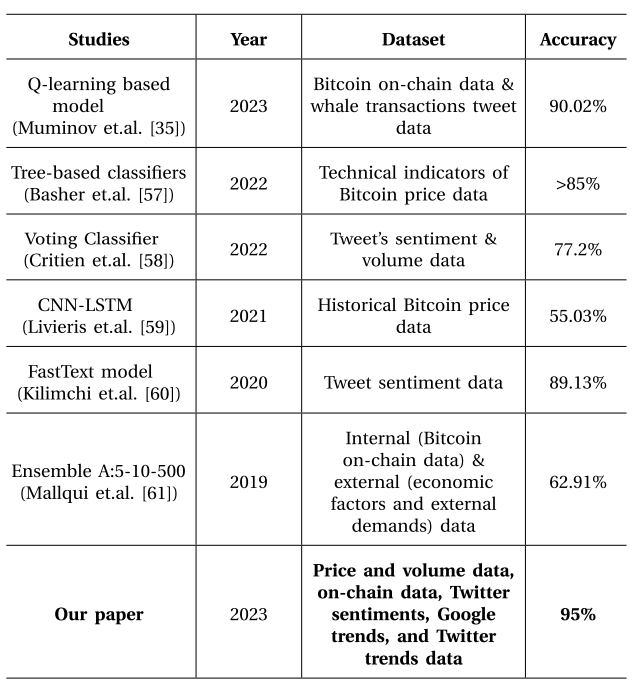 Studies Year Dataset Accuracy
Q-learning based
model
(Muminov et.al. [35])
2023
Bitcoin on-chain data &
whale transactions tweet
data
90.02%
Tree-based classifiers
(Basher et.al. [57])
2022
Technical indicators of
Bitcoin price data
>85%
Voting Classifier
(Critien et.al. [58])
2022
Tweet's sentiment &
volume data
77.2%
CNN-LSTM
(Livieris et.al. [59])
2021
Historical Bitcoin price
data
55.03%
FastText model
(Kilimchi et.al. [60])
2020
Tweet sentiment data
89.13%
Ensemble A:5-10-500
(Mallqui et.al. [61])
2019
Internal (Bitcoin
on-chain data) &
external (economic
factors and external
demands) data
62.91%
Our paper
2023
Price and volume data,
on-chain data, Twitter
sentiments, Google
trends, and Twitter
trends data
95%